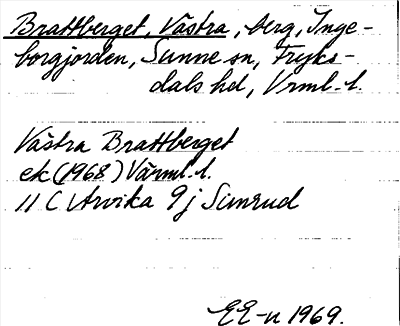 Brattberget, Västra, berg, Inge-
borgjorden, Sunne sn, Fryks-
dals hd, Vrml. l.
Västra Brattberget
ek (1968) Värml. l.
11 C Arvika 9 j Sunrud
EE-n 1969.